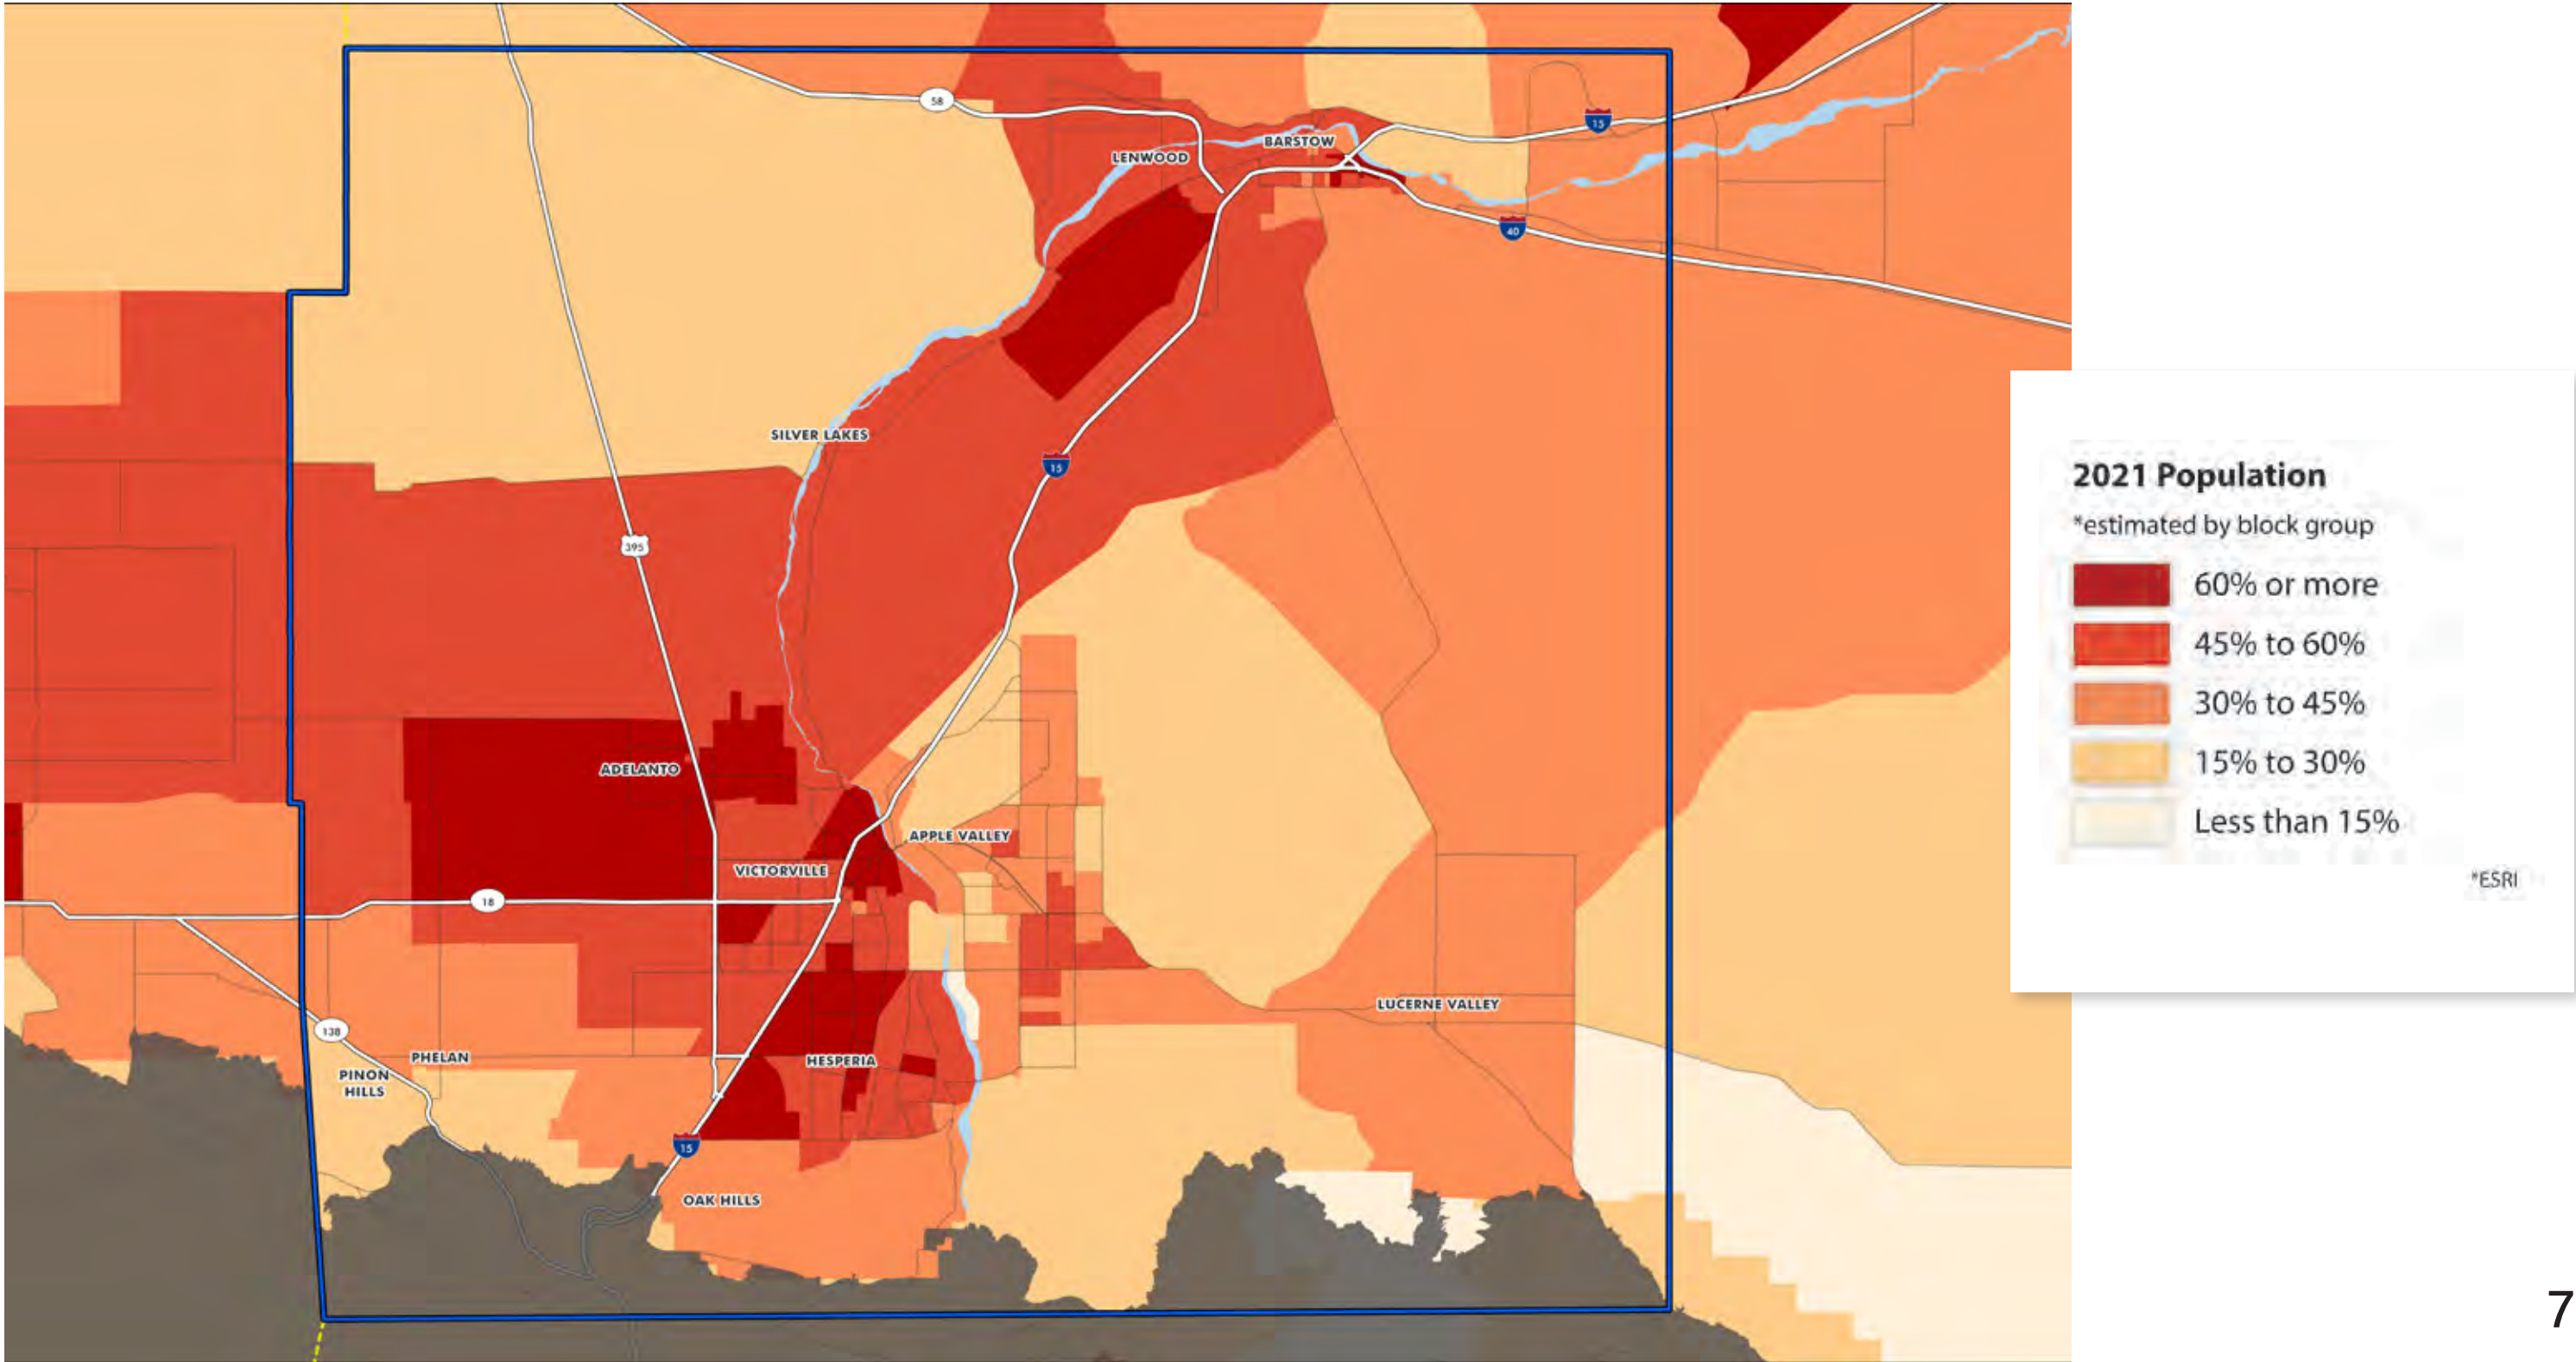 58
15
BARSTOW
LENWOOD
40
SILVER LAKES
15
395
ADELANTO
APPLE VALLEY
VICTORVILLE
18
LUCERNE VALLEY
138
PHELAN
HESPERIA
PINON
HILLS
15
OAK HILLS
2021 Population
*estimated by block group
60% or more
45% to 60%
30% to 45%
15% to 30%
Less than 15%
*ESRI
7